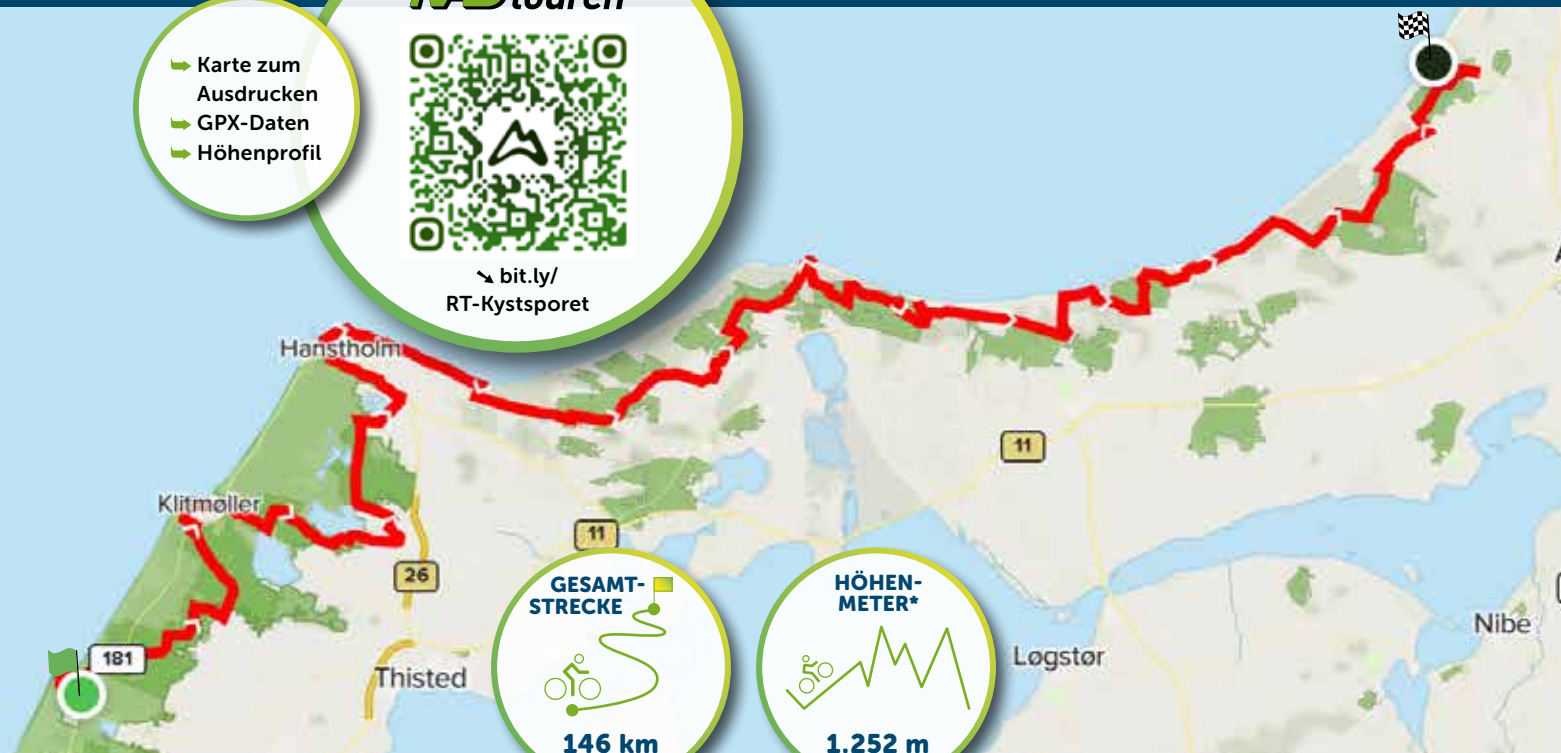 touren
Karte zum
Ausdrucken
GPX-Daten
Höhenprofil
bit.ly/
RT-Kystsporet
Hanstholm
Klitmøller
181
26
11
11
Thisted
Løgstør
Nibe
GESAMT-
STRECKE
146 km
HÖHEN-
METER*
1.252 m